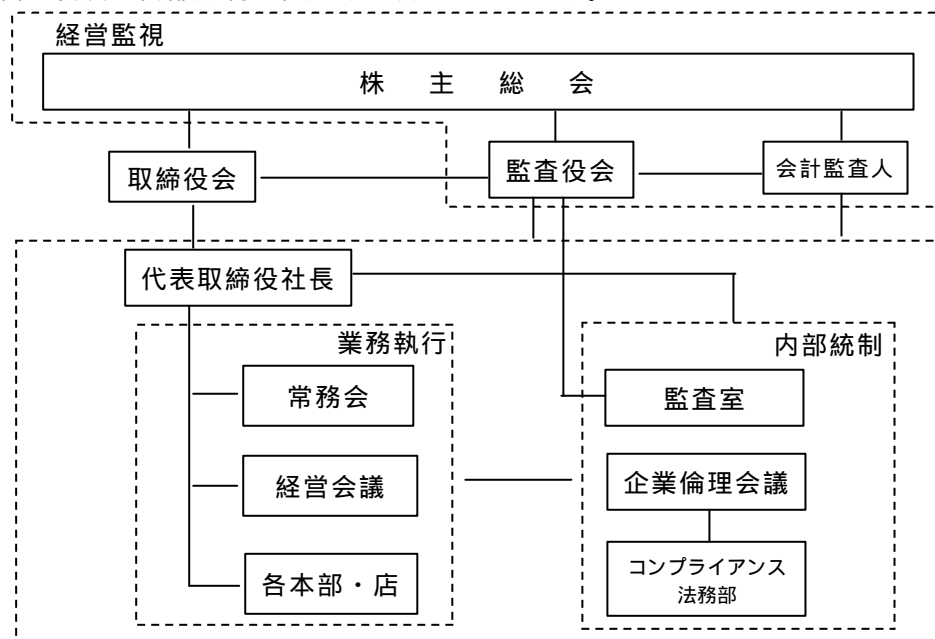 経営監視
株主総会
取締役会
監査役会
会計監査人
代表取締役社長
業務執行
内部統制
常務会
監査室
経営会議
企業倫理会議
各本部・店
コンプライアンス
法務部